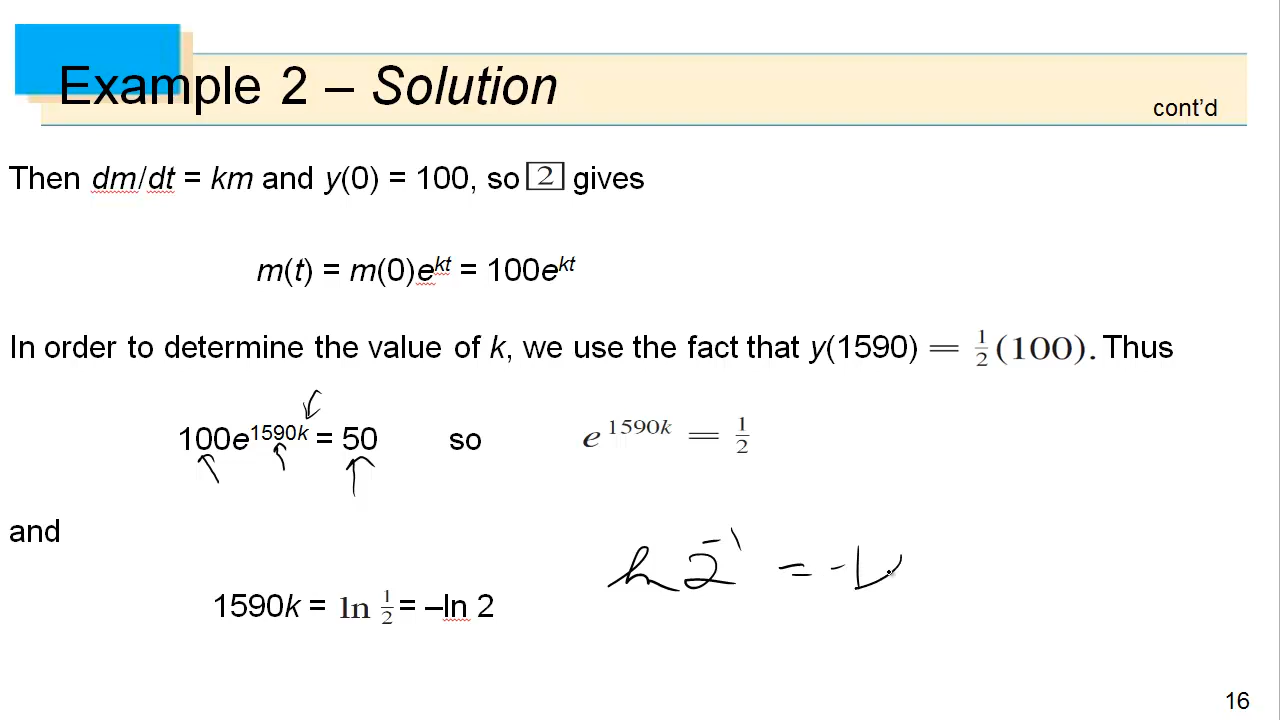 Example 2 – Solution
cont’d
Then dm/dt = km and y(0) = 100, so 2 gives
m(t) = m(0)e^{kt} = 100e^{kt}
In order to determine the value of k, we use the fact that y(1590) = 1/2 (100). Thus
100e^{1590k} = 50 so e^{1590k} = 1/2
and
ln 2^{-1} = -
1590k = ln 1/2 = –ln 2
16